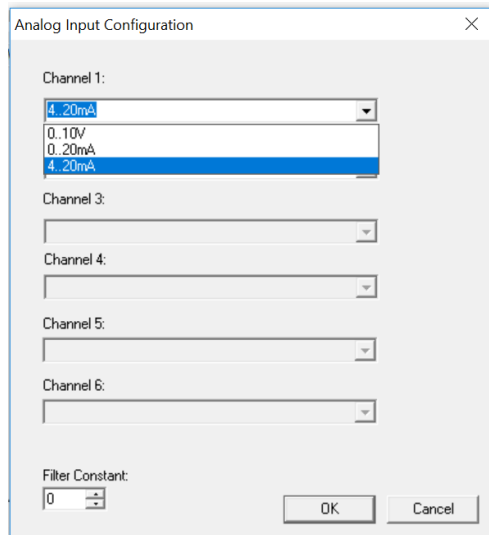 Analog Input Configuration
Channel 1:
4..20mA
0..10V
0..20mA
4..20mA
Channel 3:
Channel 4:
Channel 5:
Channel 6:
Filter Constant:
0
OK
Cancel